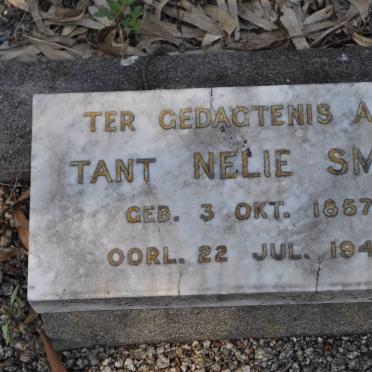 TER GEDAGTENIS A
TANT NELIE SM
GEB. 3 OKT. 1857
OORL. 22 JUL. 194